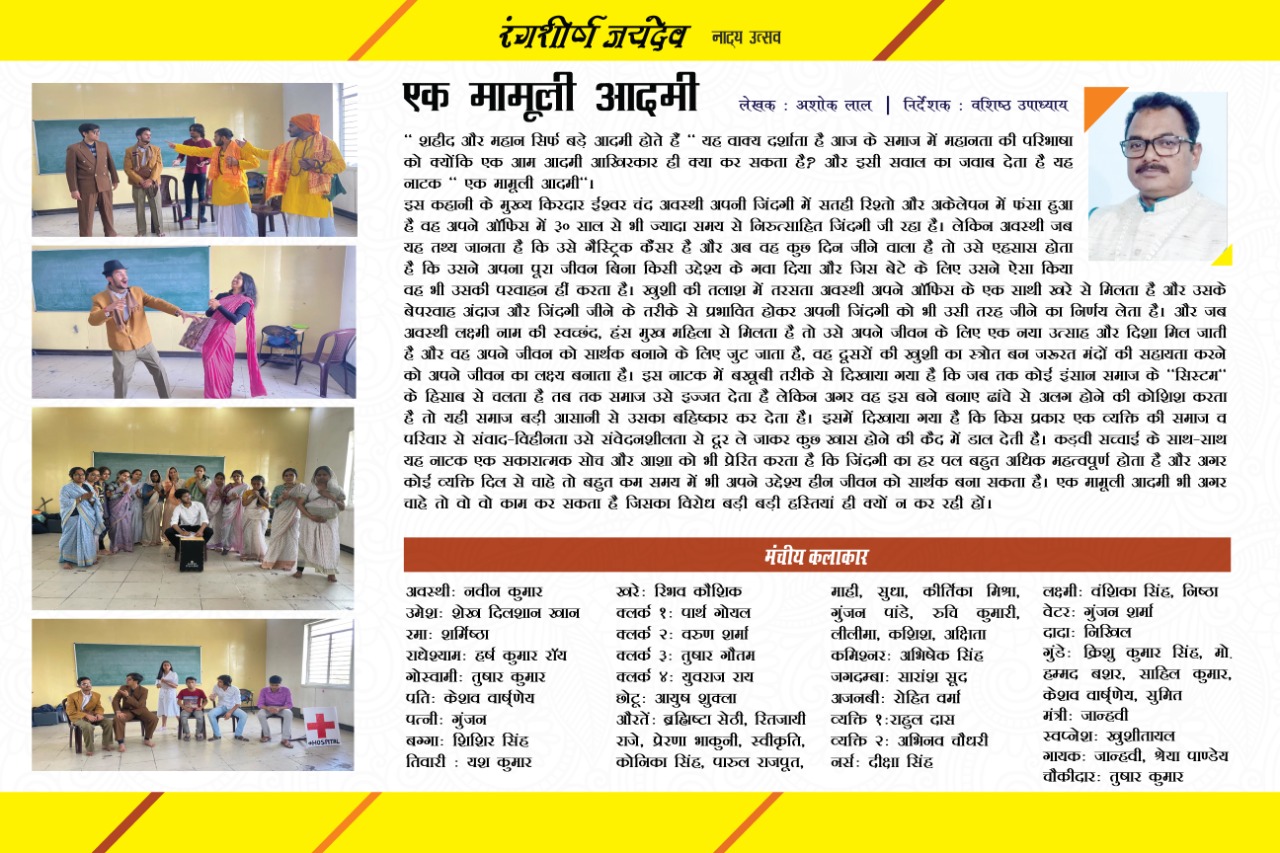 रंगशीर्ष जयदेव नाट्य उत्सव
एक मामूली आदमी लेखक : अशोक लाल | निर्देशक : वशिष्ठ उपाध्याय
“ शहीद और महान सिर्फ बड़े आदमी होते हैं “ यह वाक्य दर्शाता है आज के समाज में महानता की परिभाषा
को क्योंकि एक आम आदमी आखिरकार ही क्या कर सकता है? और इसी सवाल का जवाब देता है यह
नाटक “ एक मामूली आदमी“।
इस कहानी के मुख्य किरदार ईश्वर चंद अवस्थी अपनी जिंदगी में सतही रिश्तो और अकेलेपन में फंसा हुआ
है वह अपने ऑफिस में ३० साल से भी ज्यादा समय से निरुत्साहित जिंदगी जी रहा है। लेकिन अवस्थी जब
यह तथ्य जानता है कि उसे गैस्ट्रिक कैंसर है और अब वह कुछ दिन जीने वाला है तो उसे एहसास होता
है कि उसने अपना पूरा जीवन बिना किसी उद्देश्य के गवा दिया और जिस बेटे के लिए उसने ऐसा किया
वह भी उसकी परवाहन हीं करता है। खुशी की तलाश में तरसता अवस्थी अपने ऑफिस के एक साथी खरे से मिलता है और उसके
बेपरवाह अंदाज और जिंदगी जीने के तरीके से प्रभावित होकर अपनी जिंदगी को भी उसी तरह जीने का निर्णय लेता है। और जब
अवस्थी लक्ष्मी नाम की स्वच्छंद, हंस मुख महिला से मिलता है तो उसे अपने जीवन के लिए एक नया उत्साह और दिशा मिल जाती
है और वह अपने जीवन को सार्थक बनाने के लिए जुट जाता है, वह दूसरों की खुशी का स्त्रोत बन जरूरत मंदों की सहायता करने
को अपने जीवन का लक्ष्य बनाता है। इस नाटक में बखूबी तरीके से दिखाया गया है कि जब तक कोई इंसान समाज के “सिस्टम“
के हिसाब से चलता है तब तक समाज उसे इज्जत देता है लेकिन अगर वह इस बने बनाए ढांचे से अलग होने की कोशिश करता
है तो यही समाज बड़ी आसानी से उसका बहिष्कार कर देता है। इसमें दिखाया गया है कि किस प्रकार एक व्यक्ति की समाज व
परिवार से संवाद-विहीनता उसे संवेदनशीलता से दूर ले जाकर कुछ खास होने की कैद में डाल देती है। कड़वी सच्चाई के साथ-साथ
यह नाटक एक सकारात्मक सोच और आशा को भी प्रेरित करता है कि जिंदगी का हर पल बहुत अधिक महत्वपूर्ण होता है और अगर
कोई व्यक्ति दिल से चाहे तो बहुत कम समय में भी अपने उद्देश्य हीन जीवन को सार्थक बना सकता है। एक मामूली आदमी भी अगर
चाहे तो वो वो काम कर सकता है जिसका विरोध बड़ी बड़ी हस्तियां ही क्यों न कर रही हों।
मंचीय कलाकार
अवस्थी: नवीन कुमार
उमेश: शेख दिलशान खान
रमा: शर्मिष्ठा
राधेश्याम: हर्ष कुमार रॉय
गोस्वामी: तुषार कुमार
पति: केशव वार्ष्णेय
पत्नी: गुंजन
बग्गा: शिशिर सिंह
तिवारी : यश कुमार
खरे: रिभव कौशिक
क्लर्क १: पार्थ गोयल
क्लर्क २: वरुण शर्मा
क्लर्क ३: तुषार गौतम
क्लर्क ४: युवराज राय
छोटू: आयुष शुक्ला
औरतें: ब्रह्मिष्टा सेठी, रितजायी
राजे, प्रेरणा भाकुनी, स्वीकृति,
कोनिका सिंह, पारुल राजपूत,
माही, सुधा, कीर्तिका मिश्रा,
गुंजन पांडे, रुचि कुमारी,
लीलीमा, कशिश, अक्षिता
कमिश्नर: अभिषेक सिंह
जगदम्बा: सारांश सूद
अजनबी: रोहित वर्मा
व्यक्ति १:राहुल दास
व्यक्ति २: अभिनव चौधरी
नर्स: दीक्षा सिंह
लक्ष्मी: वंशिका सिंह, निष्ठा
वेटर: गुंजन शर्मा
दादा: निखिल
गुंडे: क्रिशु कुमार सिंह, मो.
हम्मद बशर, साहिल कुमार,
केशव वार्ष्णेय, सुमित
मंत्री: जान्हवी
स्वप्नेश: खुशीतायल
गायक: जान्हवी, श्रेया पाण्डेय
चौकीदार: तुषार कुमार
#HOSPITAL